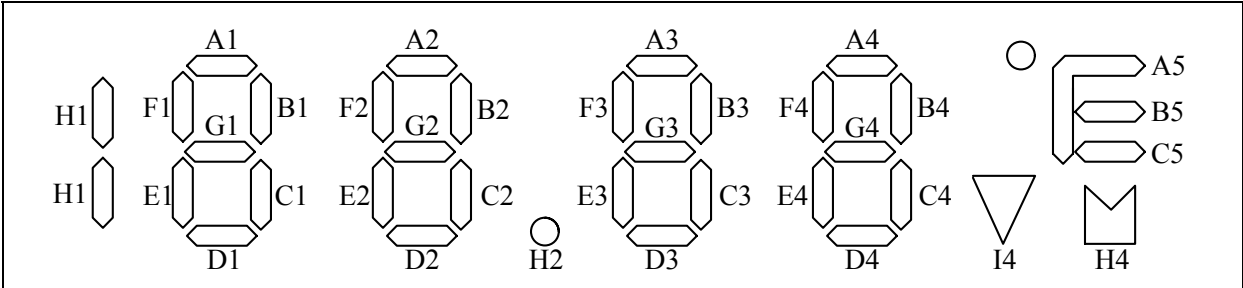 A1 A2 A3 A4
A5
H1 F1 B1 F2 B2 F3 B3 F4 B4 B5
G1 G2 G3 G4
C5
H1 E1 C1 E2 C2 E3 C3 E4 C4
D1 D2 H2 D3 D4 I4 H4